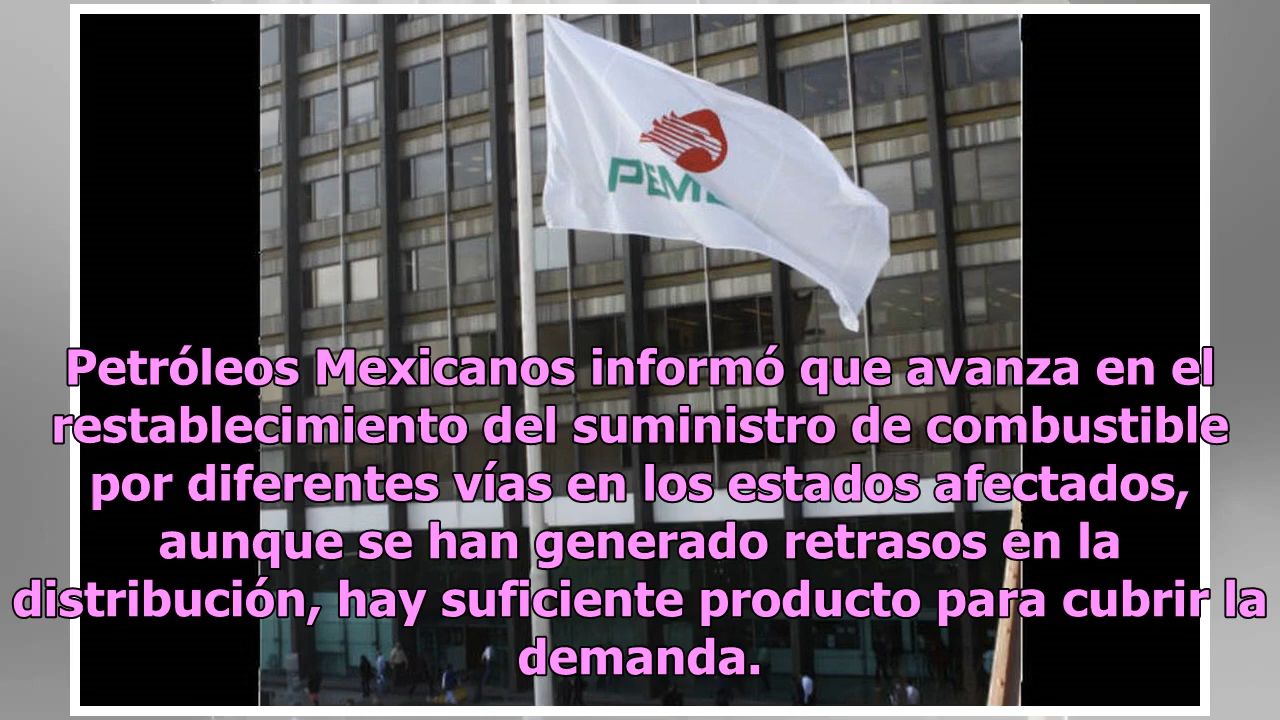 PEM
Petróleos Mexicanos informó que avanza en el
restablecimiento del suministro de combustible
por diferentes vías en los estados afectados,
aunque se han generado retrasos en la
distribución, hay suficiente producto para cubrir la
demanda.